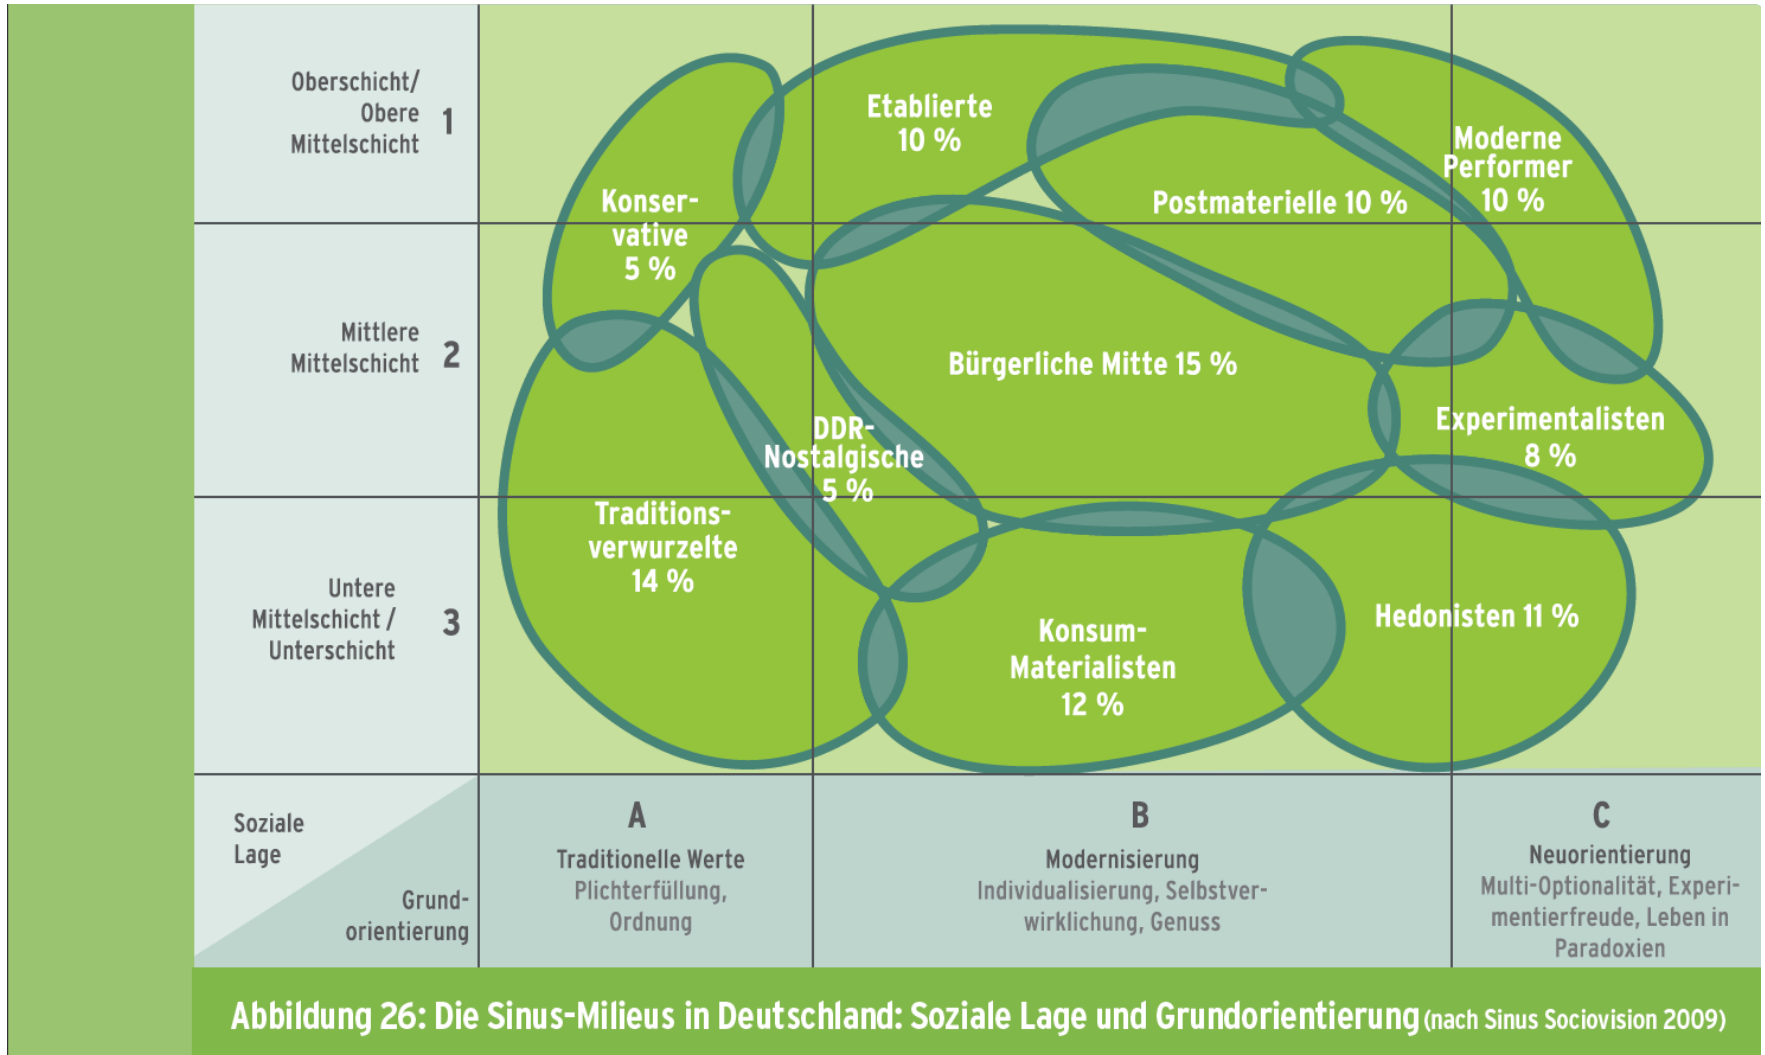 Oberschicht/
Obere
Mittelschicht
1
Mittlere
Mittelschicht
2
Untere
Mittelschicht /
Unterschicht
3
Konser-
vative
5 %
Etablierte
10 %
Postmaterielle 10 %
Moderne
Performer
10 %
Bürgerliche Mitte 15 %
DDR-
Nostalgische
5 %
Experimentalisten
8 %
Traditions-
verwurzelte
14 %
Konsum-
Materialisten
12 %
Hedonisten 11 %
Soziale
Lage
Grund-
orientierung
A
Traditionelle Werte
Plichterfüllung,
Ordnung
B
Modernisierung
Individualisierung, Selbstver-
wirklichung, Genuss
C
Neuorientierung
Multi-Optionalität, Experi-
mentierfreude, Leben in
Paradoxien
Abbildung 26: Die Sinus-Milieus in Deutschland: Soziale Lage und Grundorientierung (nach Sinus Sociovision 2009)